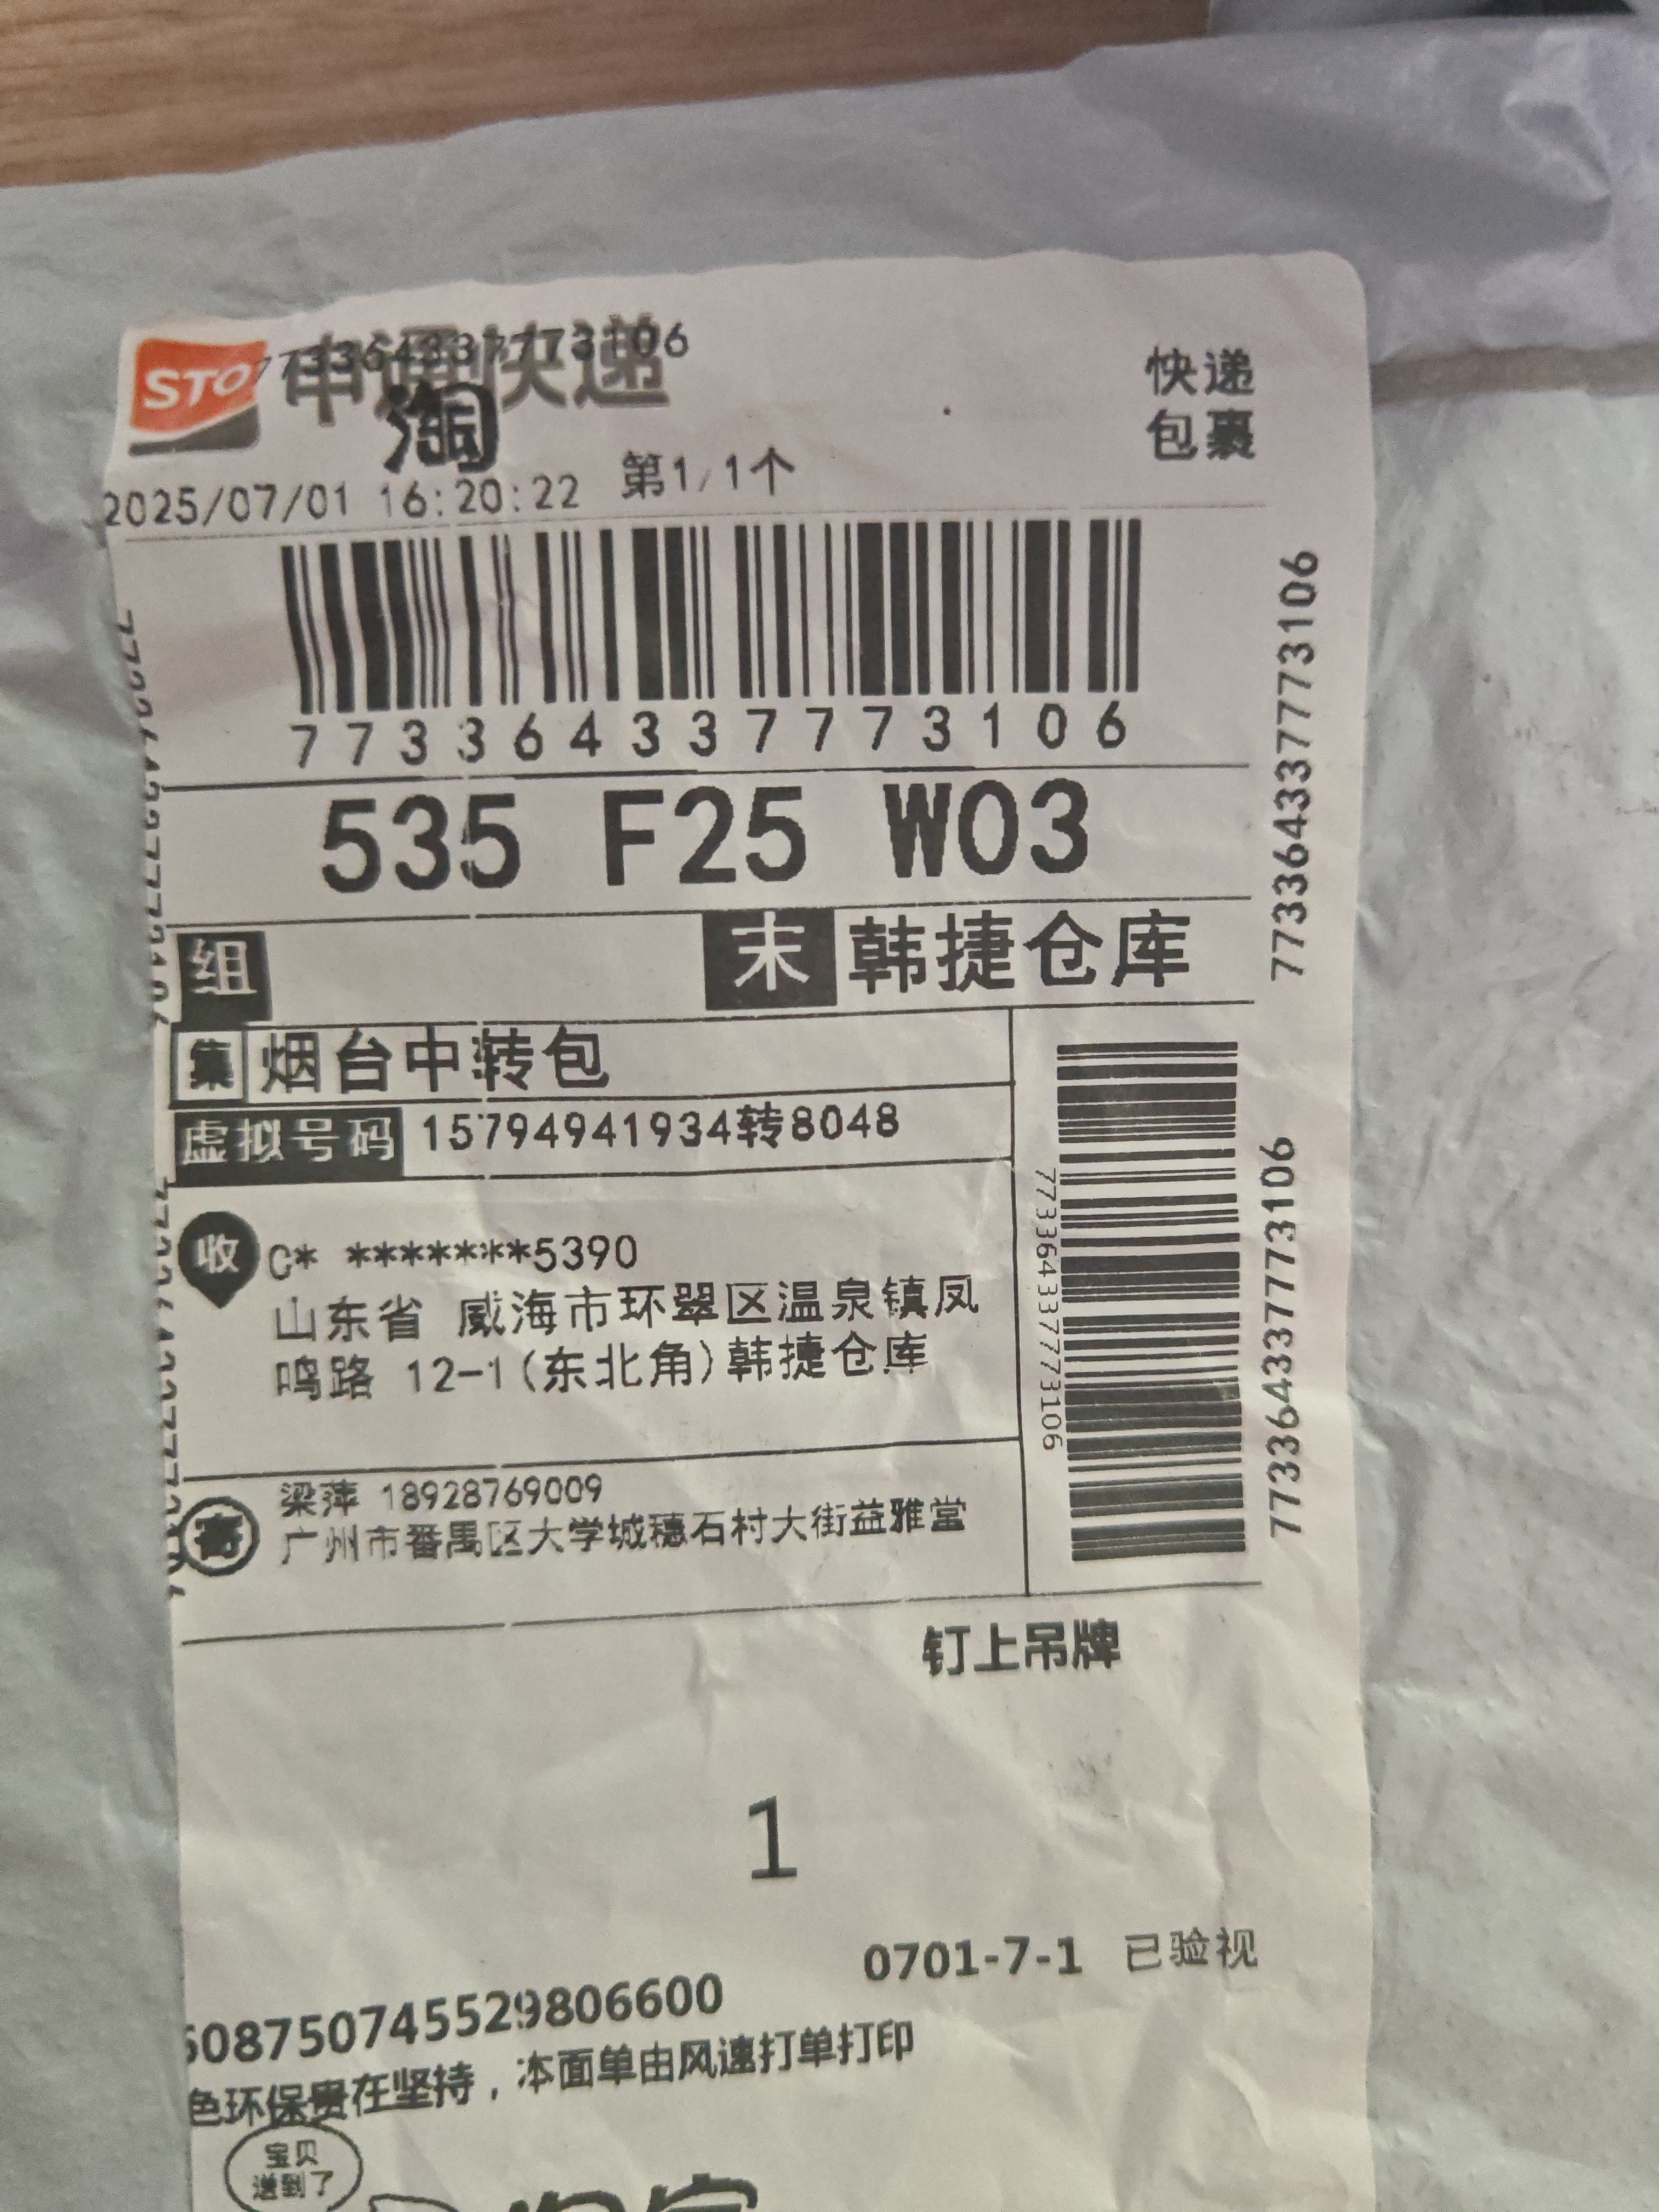 STO 申通快递
773364337773106
淘
快递
包裹
2025/07/01 16:20:22 第1/1个
773364337773106
773364337773106
535 F25 W03
组
末 韩捷仓库
集 烟台中转包
虚拟号码 15794941934转8048
收 C* *******5390
山东省 威海市环翠区温泉镇凤
鸣路 12-1(东北角)韩捷仓库
773364337773106
773364337773106
寄 梁萍 18928769009
广州市番禺区大学城穗石村大街益雅堂
钉上吊牌
1
0701-7-1 已验视
608750745529806600
色环保贵在坚持，本面单由风速打单打印
宝贝
送到了